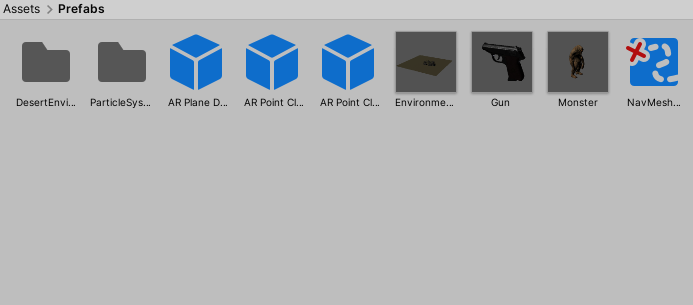 Assets > Prefabs
DesertEnvi...
ParticleSys...
AR Plane D...
AR Point Cl...
AR Point Cl...
Environme...
Gun
Monster
NavMesh...